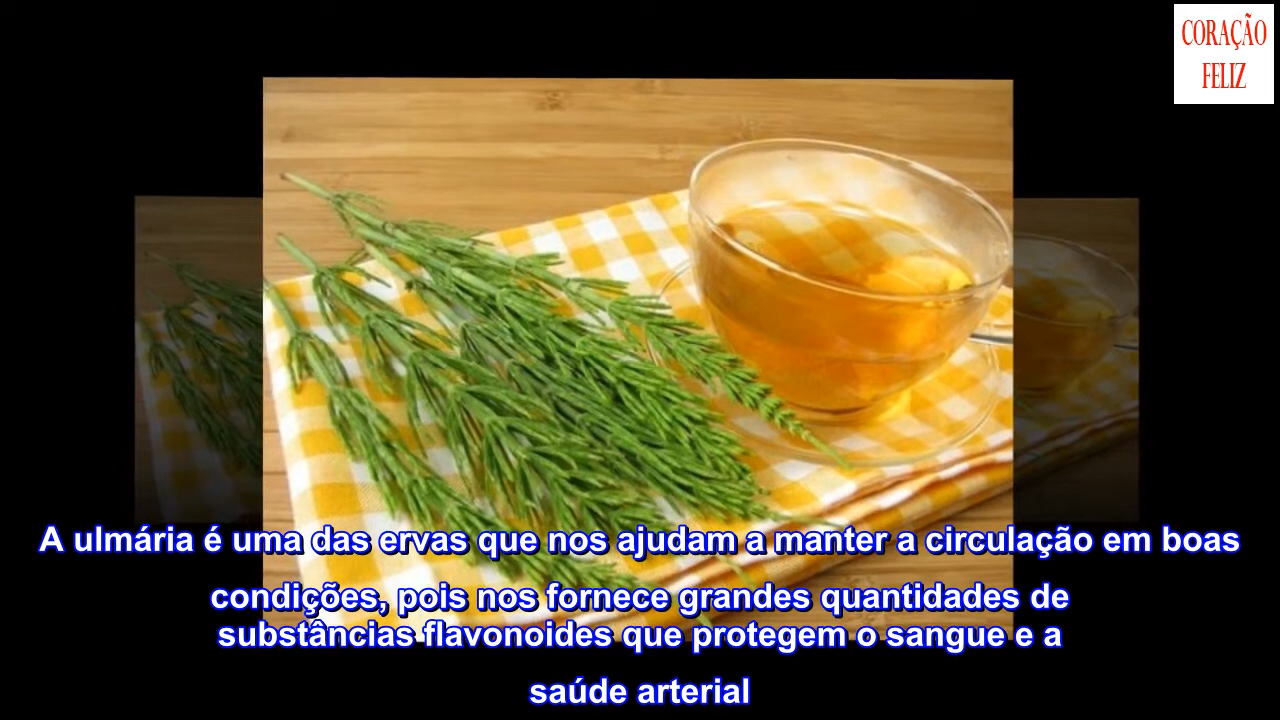 CORAÇÃO
FELIZ
A ulmária é uma das ervas que nos ajudam a manter a circulação em boas
condições, pois nos fornece grandes quantidades de
substâncias flavonoides que protegem o sangue e a
saúde arterial